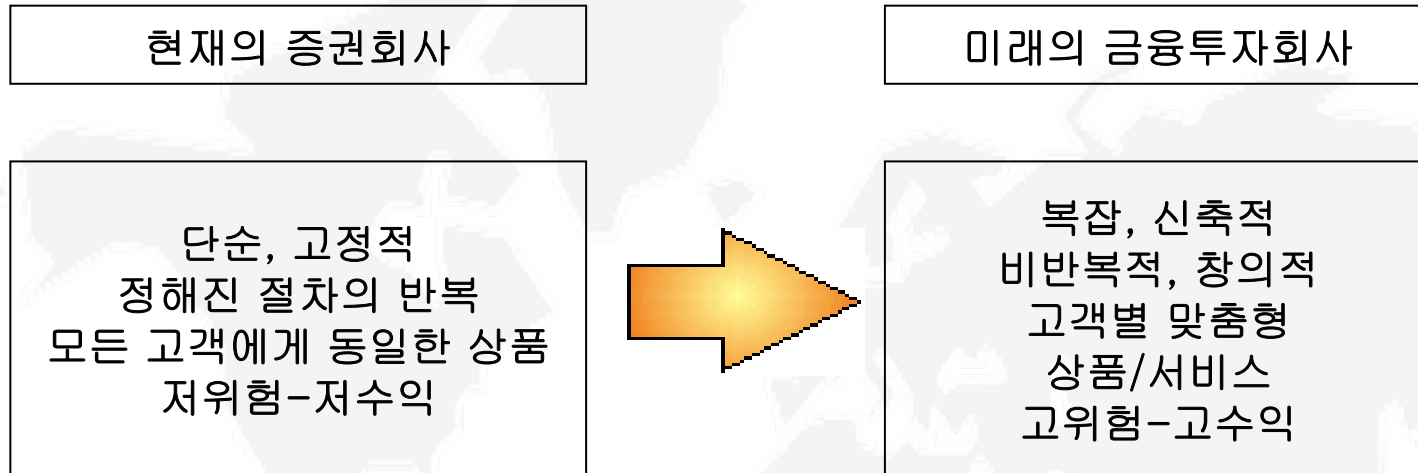 현재의 증권회사
미래의 금융투자회사
단순, 고정적
정해진 절차의 반복
모든 고객에게 동일한 상품
저위험-저수익
복잡, 신축적
비반복적, 창의적
고객별 맞춤형
상품/서비스
고위험-고수익